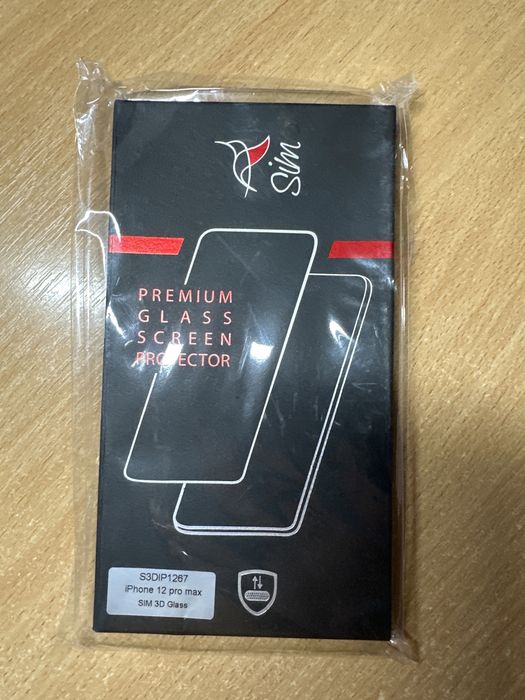 Sim
PREMIUM
GLASS
SCREEN
PROTECTOR
S3DIP1267
iPhone 12 pro max
SIM 3D Glass